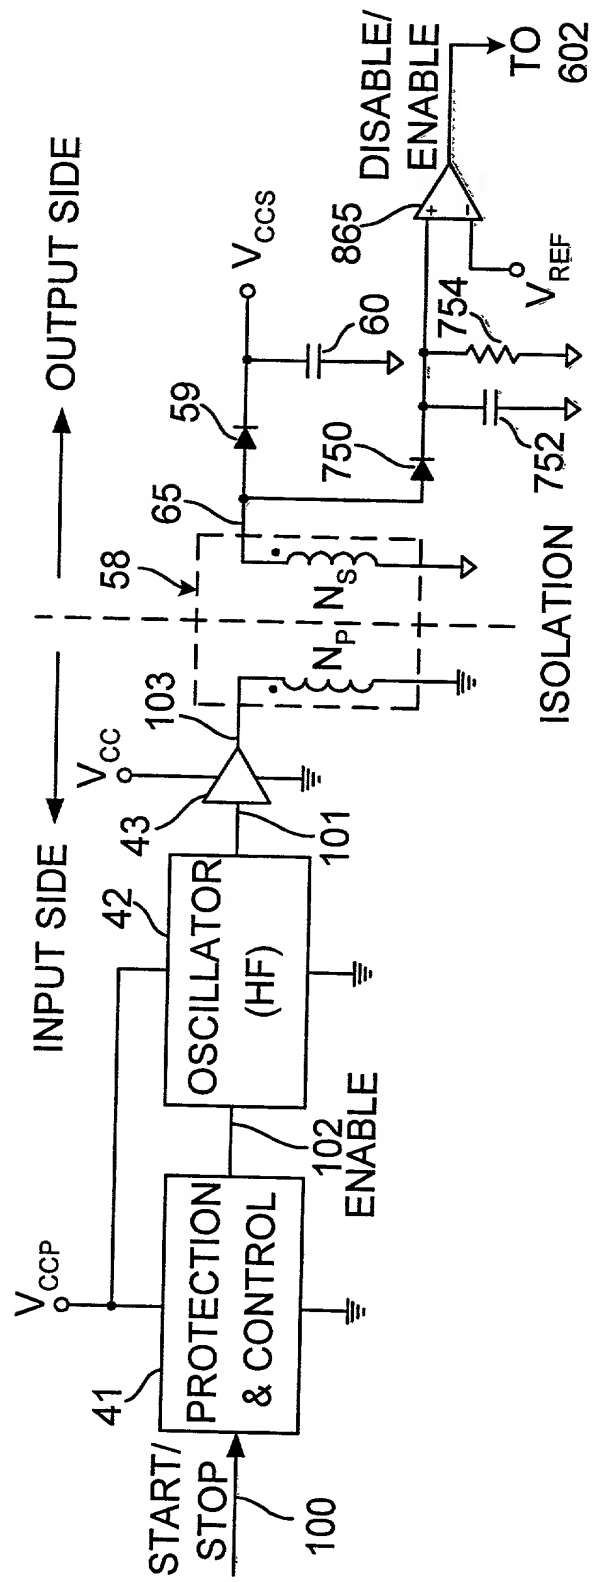 INPUT SIDE
OUTPUT SIDE
START/
STOP
100
41
PROTECTION
& CONTROL
V_CCP
102
ENABLE
42
OSCILLATOR
(HF)
101
43
V_CC
103
58
N_P
N_S
ISOLATION
65
59
60
V_CCS
750
752
754
865
+
−
V_REF
DISABLE/
ENABLE
TO
602